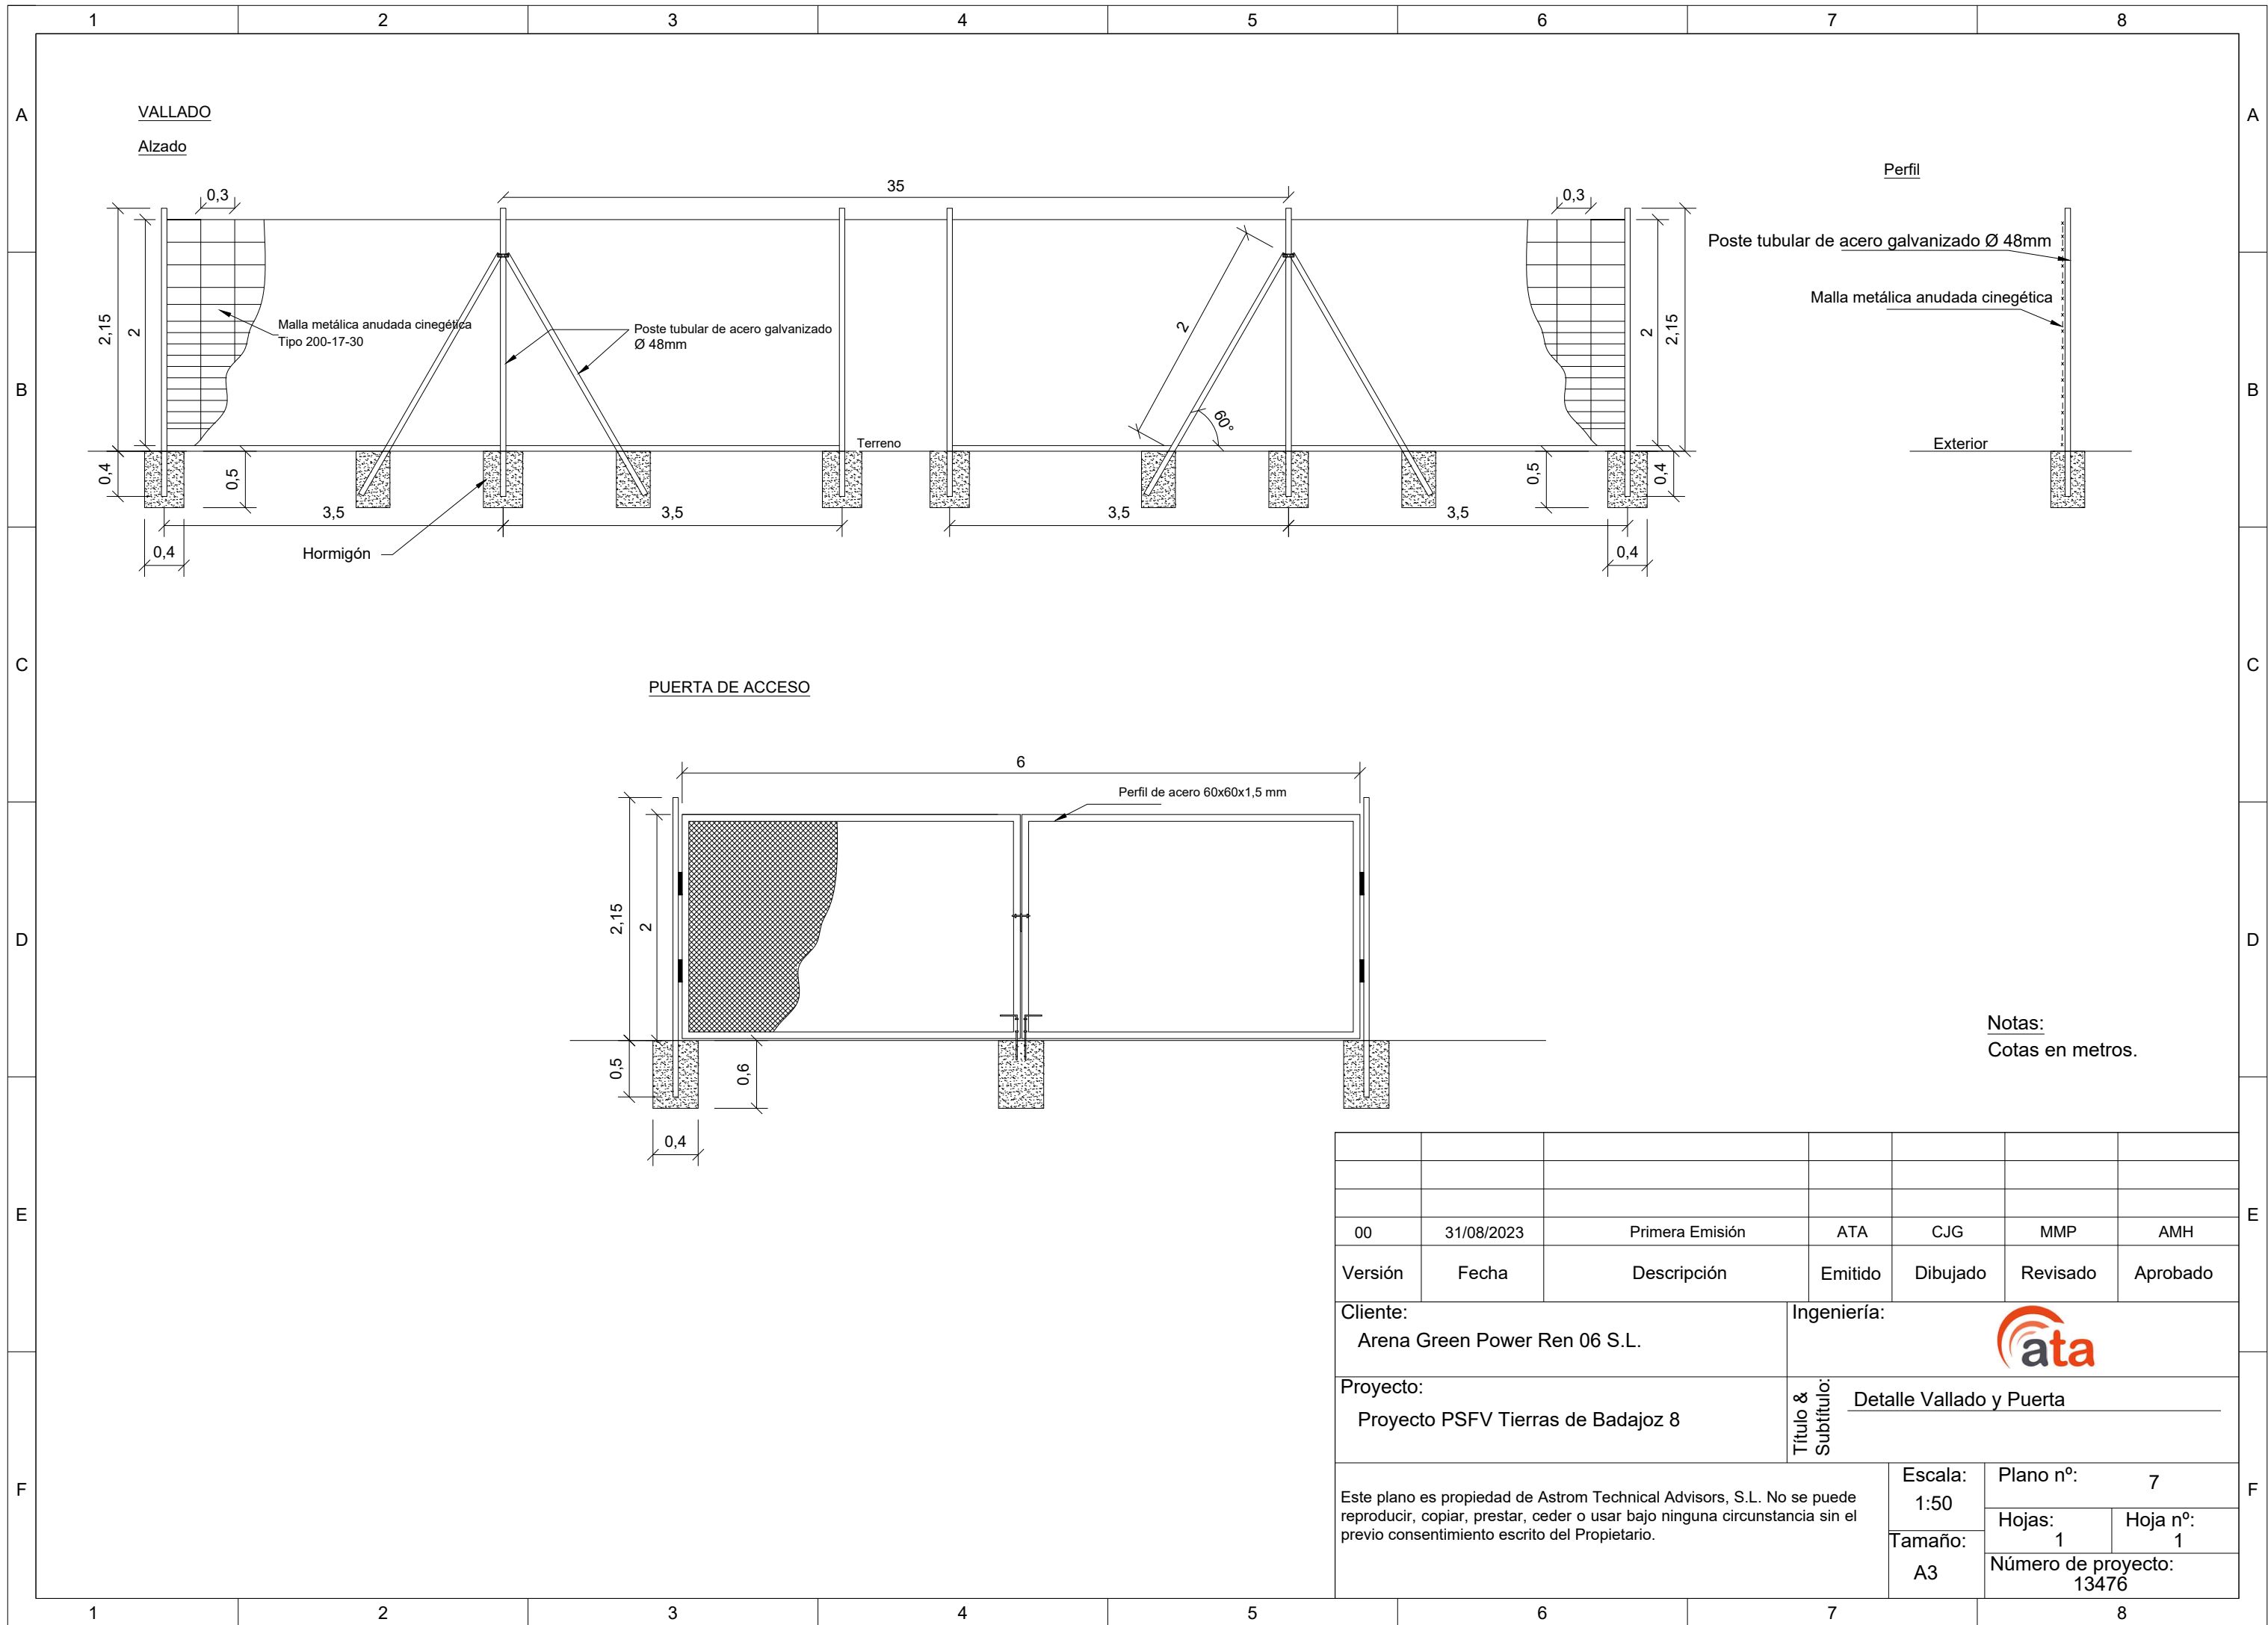 1 2 3 4 5 6 7 8
A A
VALLADO
Alzado
Perfil
35
0,3
0,3
Poste tubular de acero galvanizado Ø 48mm
Malla metálica anudada cinegética
Exterior
2,15
2
Malla metálica anudada cinegética
Tipo 200-17-30
Poste tubular de acero galvanizado
Ø 48mm
2
60°
2
2,15
B B
Terreno
0,4
0,5
0,5
0,4
3,5
3,5
3,5
3,5
0,4
Hormigón
0,4
C C
PUERTA DE ACCESO
6
Perfil de acero 60x60x1,5 mm
2,15
2
D D
0,5
0,6
0,4
Notas:
Cotas en metros.
E E
00 31/08/2023 Primera Emisión ATA CJG MMP AMH
Versión Fecha Descripción Emitido Dibujado Revisado Aprobado
Cliente:
Arena Green Power Ren 06 S.L.
Ingeniería:
ata
Proyecto:
Proyecto PSFV Tierras de Badajoz 8
Título &
Subtítulo:
Detalle Vallado y Puerta
F F
Este plano es propiedad de Astrom Technical Advisors, S.L. No se puede
reproducir, copiar, prestar, ceder o usar bajo ninguna circunstancia sin el
previo consentimiento escrito del Propietario.
Escala:
1:50
Tamaño:
A3
Plano nº: 7
Hojas:
1
Hoja nº:
1
Número de proyecto:
13476
1 2 3 4 5 6 7 8